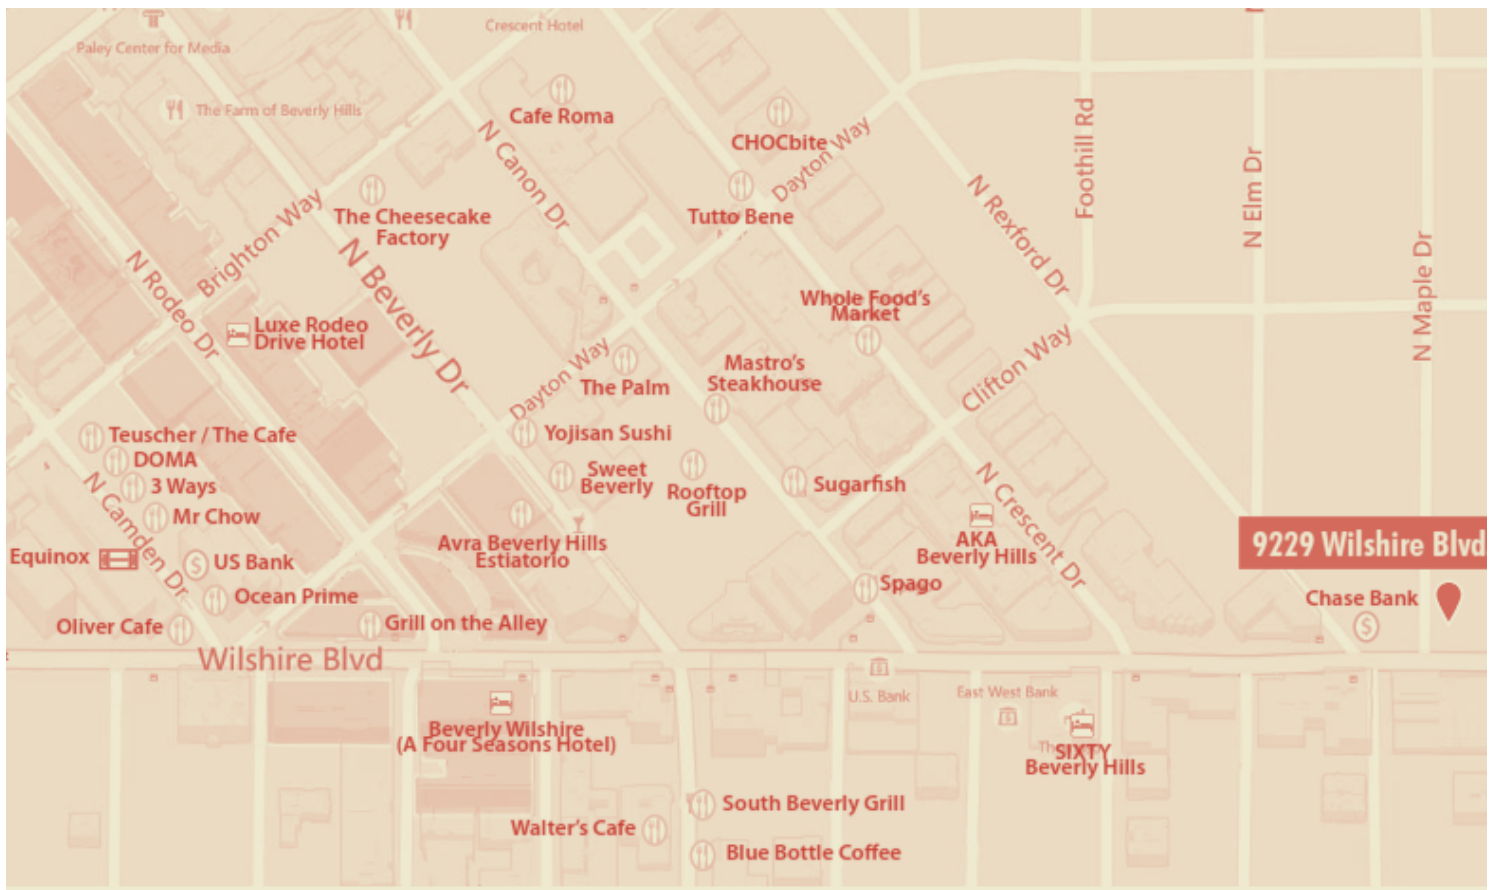 Crescent Hotel
Paley Center for Media
The Farm of Beverly Hills
Cafe Roma
CHOCbite
Dayton Way
N Canon Dr
Foothill Rd
N Elm Dr
N Maple Dr
N Rexford Dr
Tutto Bene
The Cheesecake
Factory
Brighton Way
N Rodeo Dr
N Beverly Dr
Luxe Rodeo
Drive Hotel
Whole Food's
Market
Clifton Way
Dayton Way
The Palm
Mastro's
Steakhouse
Teuscher / The Cafe
DOMA
3 Ways
Mr Chow
N Camden Dr
Equinox
US Bank
Ocean Prime
Oliver Cafe
Yojisan Sushi
Sweet
Beverly
Rooftop
Grill
Sugarfish
N Crescent Dr
AKA
Beverly Hills
Avra Beverly Hills
Estiatorio
Spago
Grill on the Alley
9229 Wilshire Blvd
Chase Bank
Wilshire Blvd
U.S. Bank
East West Bank
Beverly Wilshire
(A Four Seasons Hotel)
SIXTY
Beverly Hills
South Beverly Grill
Walter's Cafe
Blue Bottle Coffee